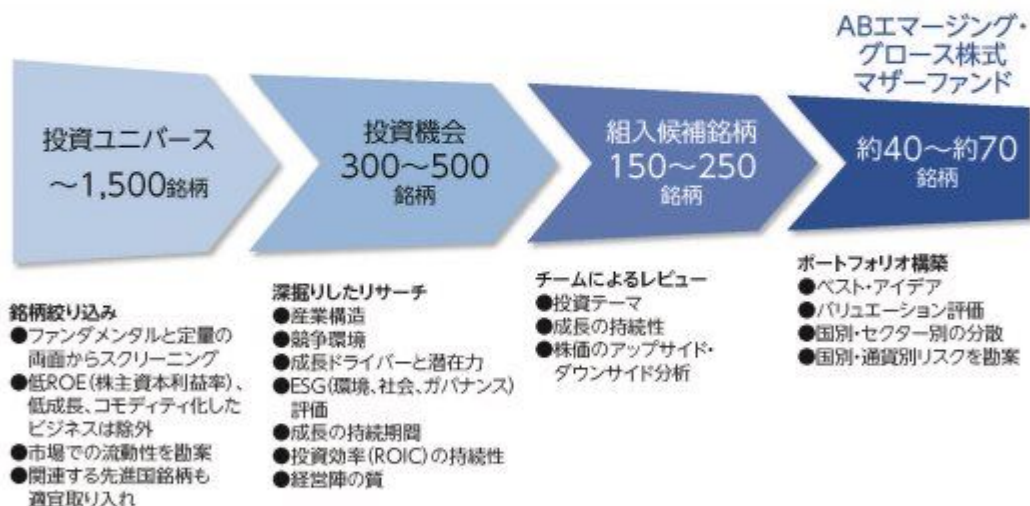 ABエマージング・
グロース株式
マザーファンド
投資ユニバース
～1,500銘柄
投資機会
300～500
銘柄
組入候補銘柄
150～250
銘柄
約40～約70
銘柄
銘柄絞り込み
●ファンダメンタルと定量の
両面からスクリーニング
●低ROE(株主資本利益率)、
低成長、コモディティ化した
ビジネスは除外
●市場での流動性を勘案
●関連する先進国銘柄も
適宜取り入れ
深掘りしたリサーチ
●産業構造
●競争環境
●成長ドライバーと潜在力
●ESG(環境、社会、ガバナンス)
評価
●成長の持続期間
●投資効率(ROIC)の持続性
●経営陣の質
チームによるレビュー
●投資テーマ
●成長の持続性
●株価のアップサイド・
ダウンサイド分析
ポートフォリオ構築
●ベスト・アイデア
●バリュエーション評価
●国別・セクター別の分散
●国別・通貨別リスクを勘案